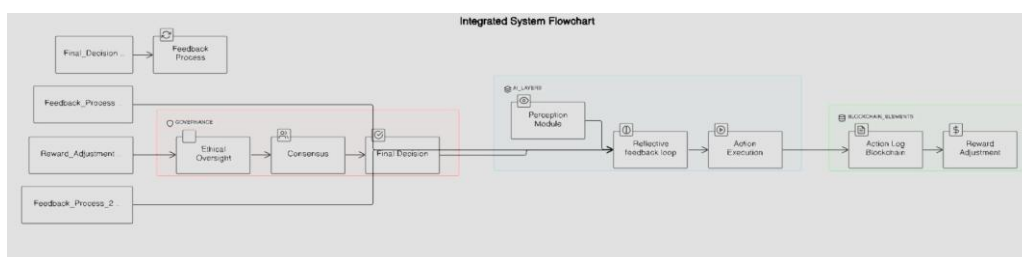 Integrated System Flowchart
Final_Decision ..
Feedback
Process
Feedback_Process ..
GOVERNANCE
Reward_Adjustment ..
Ethical
Oversight
Consensus
Final Decision
Feedback_Process_2 ..
AI_LAYERS
Perception
Module
Reflective
feedback loop
Action
Execution
BLOCKCHAIN_ELEMENTS
Action Log
Blockchain
$
Reward
Adjustment